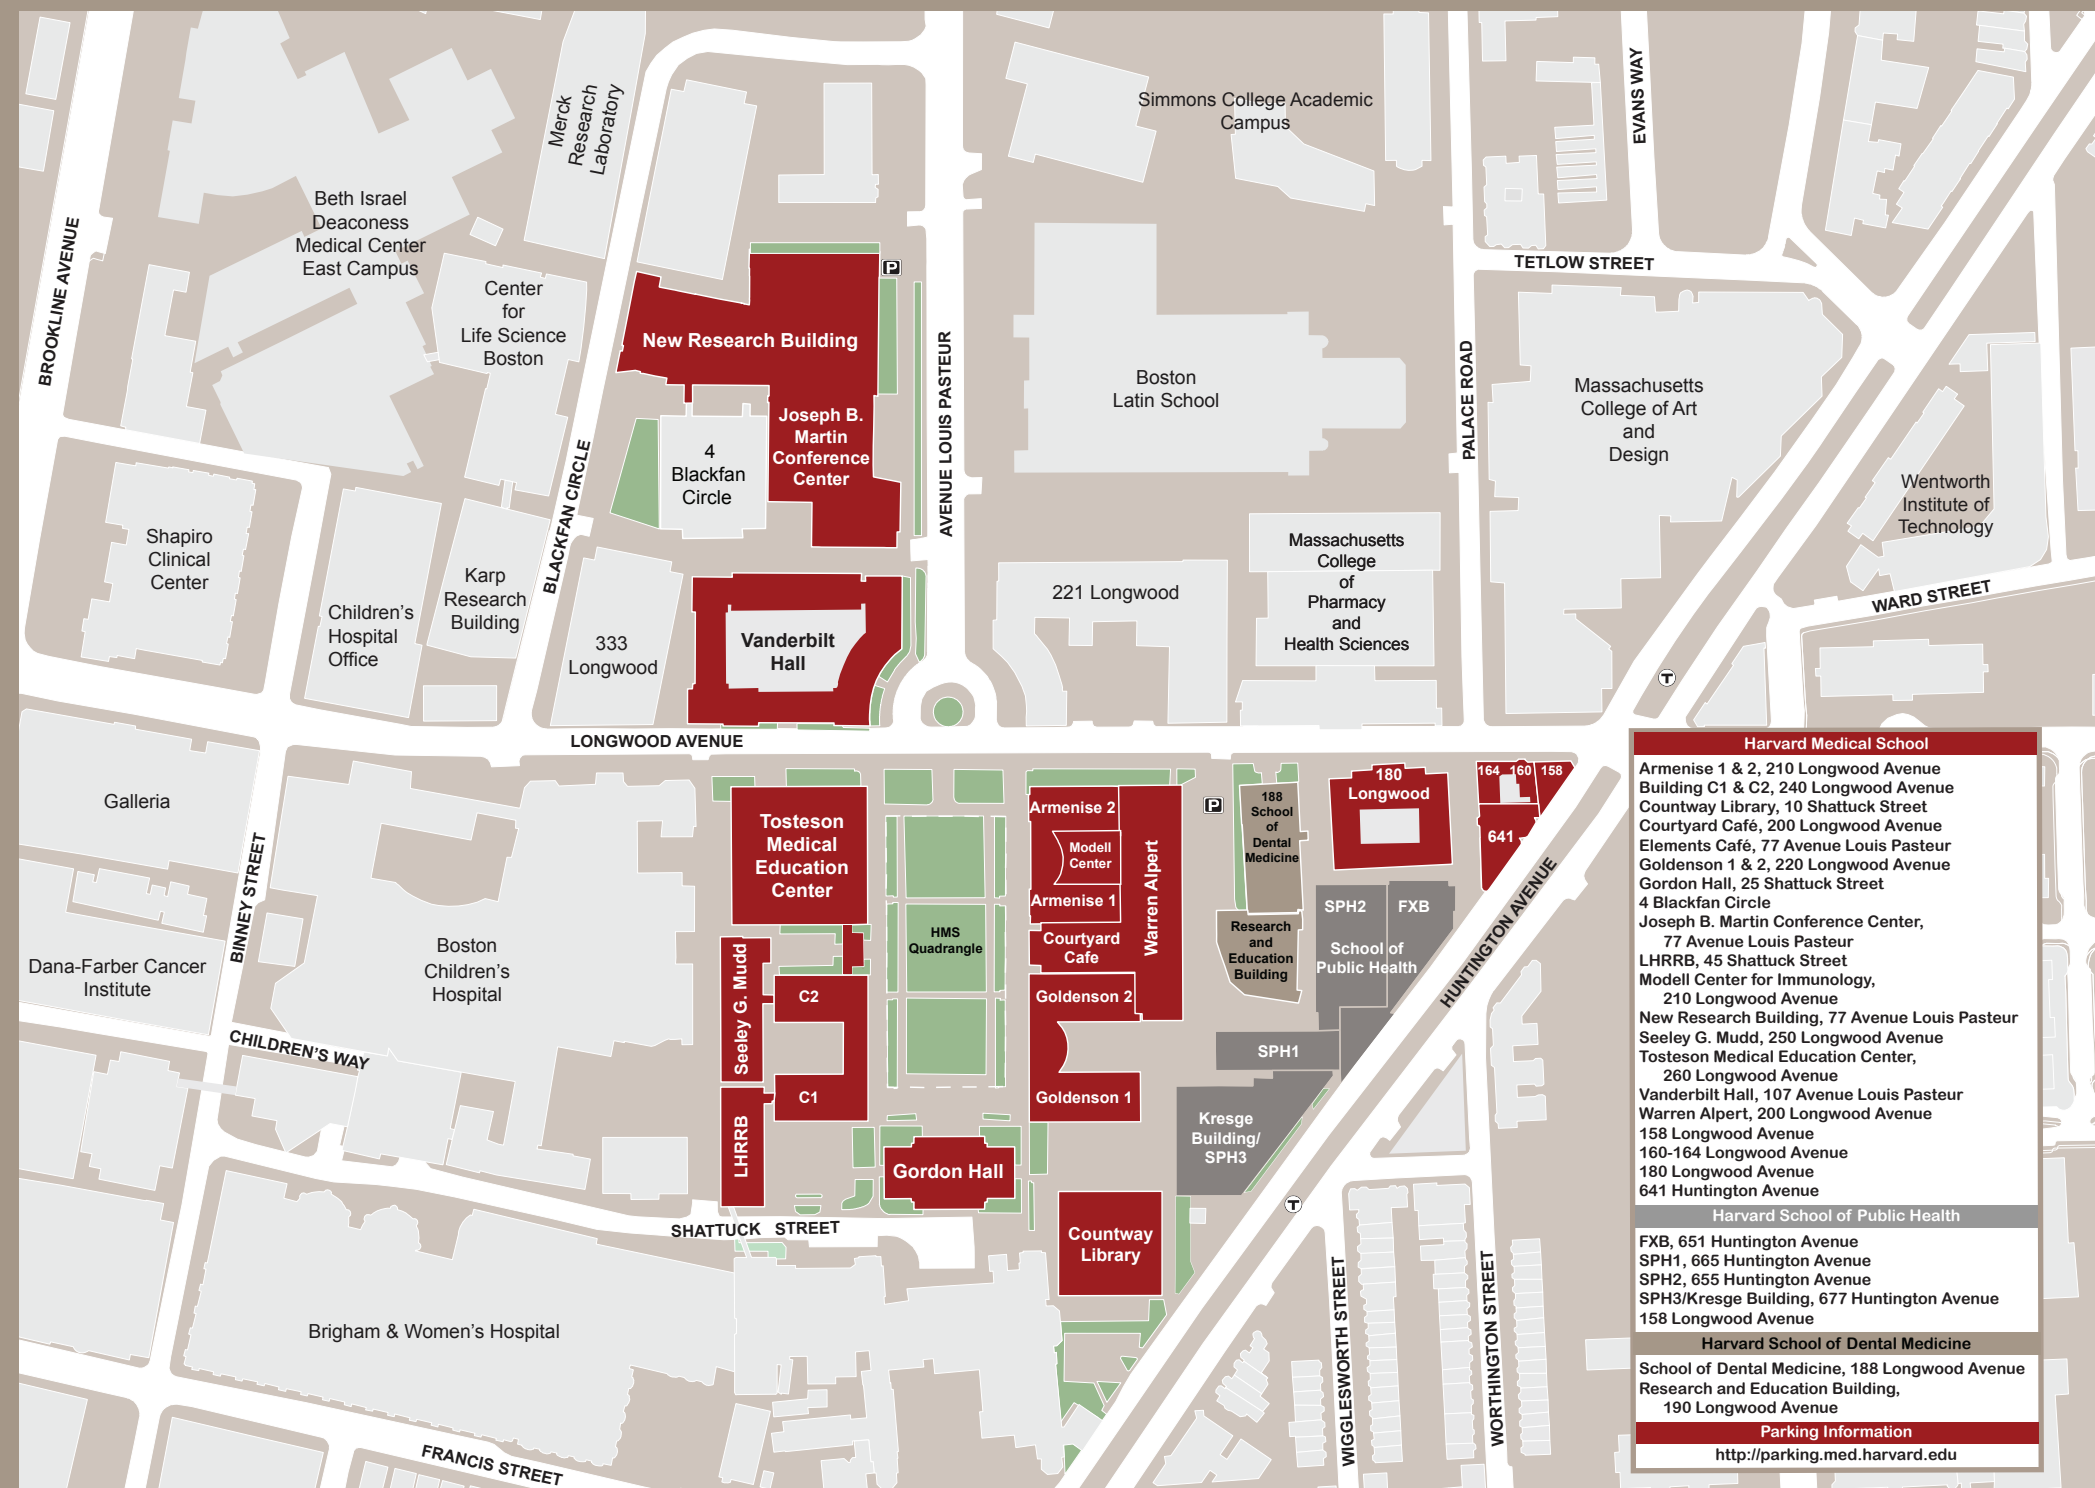 Merck
Research
Laboratory
Simmons College Academic
Campus
EVANS WAY
Beth Israel
Deaconess
Medical Center
East Campus
BROOKLINE AVENUE
Center
for
Life Science
Boston
P
TETLOW STREET
New Research Building
AVENUE LOUIS PASTEUR
PALACE ROAD
Boston
Latin School
Massachusetts
College of Art
and
Design
Joseph B.
Martin
Conference
Center
4
Blackfan
Circle
BLACKFAN CIRCLE
Wentworth
Institute of
Technology
Shapiro
Clinical
Center
Karp
Research
Building
Children's
Hospital
Office
333
Longwood
Vanderbilt
Hall
221 Longwood
Massachusetts
College
of
Pharmacy
and
Health Sciences
WARD STREET
T
LONGWOOD AVENUE
Galleria
BINNEY STREET
Dana-Farber Cancer
Institute
Boston
Children's
Hospital
CHILDREN'S WAY
Tosteson
Medical
Education
Center
Seeley G. Mudd
C2
C1
LHRRB
HMS
Quadrangle
Armenise 2
Modell
Center
Armenise 1
Courtyard
Cafe
Warren Alpert
Goldenson 2
Goldenson 1
Gordon Hall
Countway
Library
P
188
School
of
Dental
Medicine
Research
and
Education
Building
180
Longwood
164
160
158
641
SPH2
FXB
School of
Public Health
SPH1
Kresge
Building/
SPH3
HUNTINGTON AVENUE
T
SHATTUCK STREET
Brigham & Women's Hospital
FRANCIS STREET
WIGGLESWORTH STREET
WORTHINGTON STREET
Harvard Medical School
Armenise 1 & 2, 210 Longwood Avenue
Building C1 & C2, 240 Longwood Avenue
Countway Library, 10 Shattuck Street
Courtyard Café, 200 Longwood Avenue
Elements Café, 77 Avenue Louis Pasteur
Goldenson 1 & 2, 220 Longwood Avenue
Gordon Hall, 25 Shattuck Street
4 Blackfan Circle
Joseph B. Martin Conference Center,
77 Avenue Louis Pasteur
LHRRB, 45 Shattuck Street
Modell Center for Immunology,
210 Longwood Avenue
New Research Building, 77 Avenue Louis Pasteur
Seeley G. Mudd, 250 Longwood Avenue
Tosteson Medical Education Center,
260 Longwood Avenue
Vanderbilt Hall, 107 Avenue Louis Pasteur
Warren Alpert, 200 Longwood Avenue
158 Longwood Avenue
160-164 Longwood Avenue
180 Longwood Avenue
641 Huntington Avenue
Harvard School of Public Health
FXB, 651 Huntington Avenue
SPH1, 665 Huntington Avenue
SPH2, 655 Huntington Avenue
SPH3/Kresge Building, 677 Huntington Avenue
158 Longwood Avenue
Harvard School of Dental Medicine
School of Dental Medicine, 188 Longwood Avenue
Research and Education Building,
190 Longwood Avenue
Parking Information
http://parking.med.harvard.edu